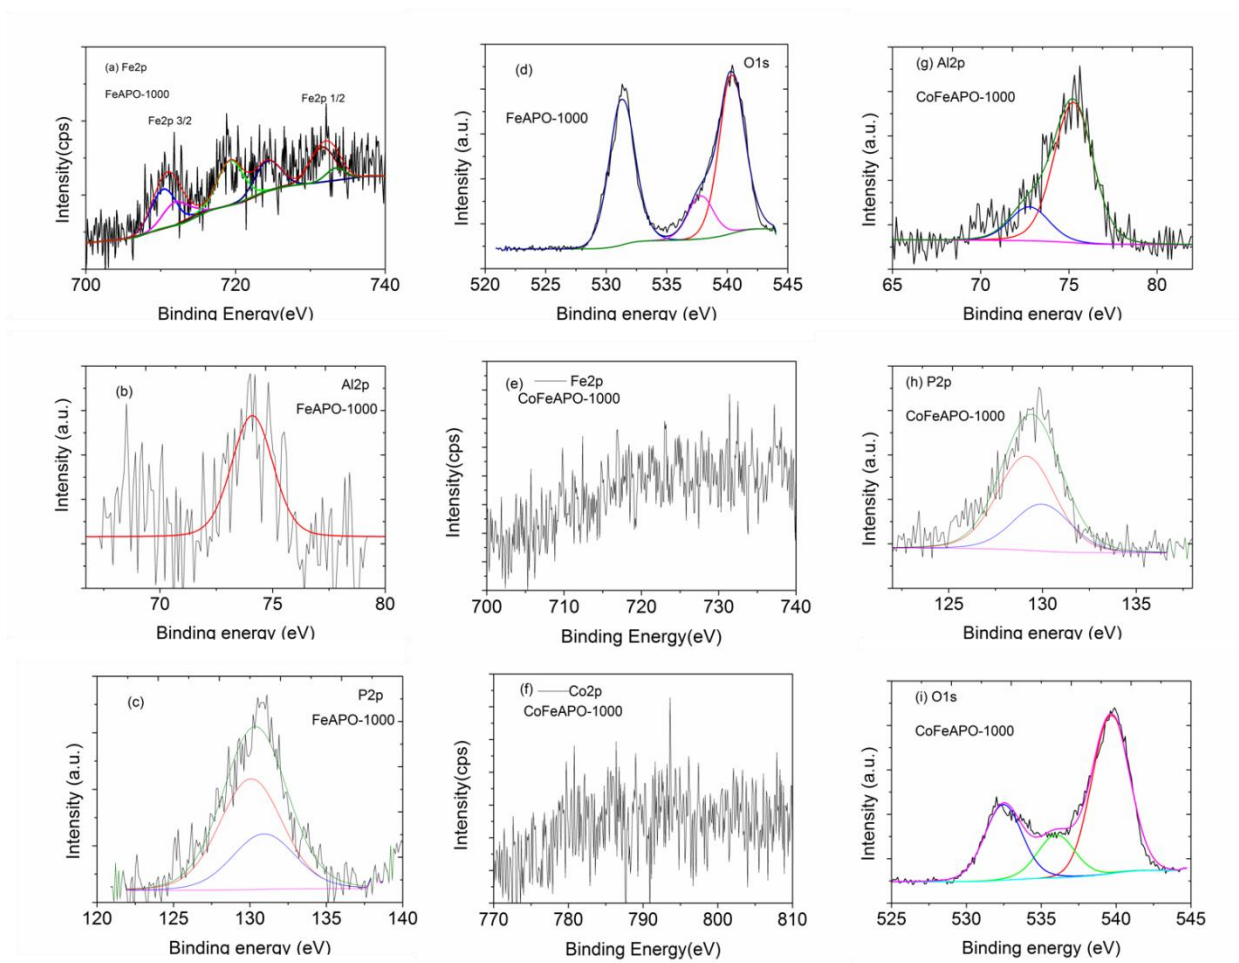 (a) Fe2p
FeAPO-1000
Fe2p 3/2
Fe2p 1/2
Intensity(cps)
700 710 720 730 740
Binding Energy(eV)
(d)
O1s
FeAPO-1000
Intensity (a.u.)
520 525 530 535 540 545
Binding energy (eV)
(g) Al2p
CoFeAPO-1000
Intensity (a.u.)
65 70 75 80
Binding energy (eV)
(b)
Al2p
FeAPO-1000
Intensity (a.u.)
70 75 80
Binding energy (eV)
(e) Fe2p
CoFeAPO-1000
Intensity(cps)
700 710 720 730 740
Binding Energy(eV)
(h) P2p
CoFeAPO-1000
Intensity (a.u.)
125 130 135
Binding energy (eV)
(c)
P2p
FeAPO-1000
Intensity (a.u.)
120 125 130 135 140
Binding energy (eV)
(f) Co2p
CoFeAPO-1000
Intensity(cps)
770 780 790 800 810
Binding Energy(eV)
(i) O1s
CoFeAPO-1000
Intensity (a.u.)
525 530 535 540 545
Binding energy (eV)